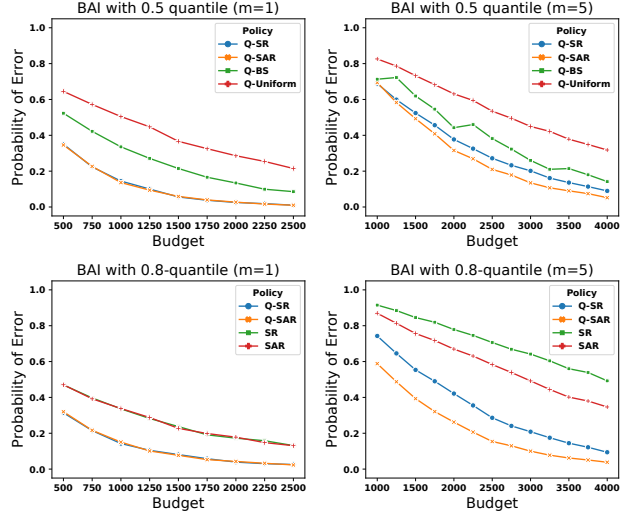 BAI with 0.5 quantile (m=1)
Probability of Error
1.0
0.8
0.6
0.4
0.2
0.0
Policy
Q-SR
Q-SAR
Q-BS
Q-Uniform
500 750 1000 1250 1500 1750 2000 2250 2500
Budget
BAI with 0.5 quantile (m=5)
Probability of Error
1.0
0.8
0.6
0.4
0.2
0.0
Policy
Q-SR
Q-SAR
Q-BS
Q-Uniform
1000 1500 2000 2500 3000 3500 4000
Budget
BAI with 0.8-quantile (m=1)
Probability of Error
1.0
0.8
0.6
0.4
0.2
0.0
Policy
Q-SR
Q-SAR
SR
SAR
500 750 1000 1250 1500 1750 2000 2250 2500
Budget
BAI with 0.8-quantile (m=5)
Probability of Error
1.0
0.8
0.6
0.4
0.2
0.0
Policy
Q-SR
Q-SAR
SR
SAR
1000 1500 2000 2500 3000 3500 4000
Budget